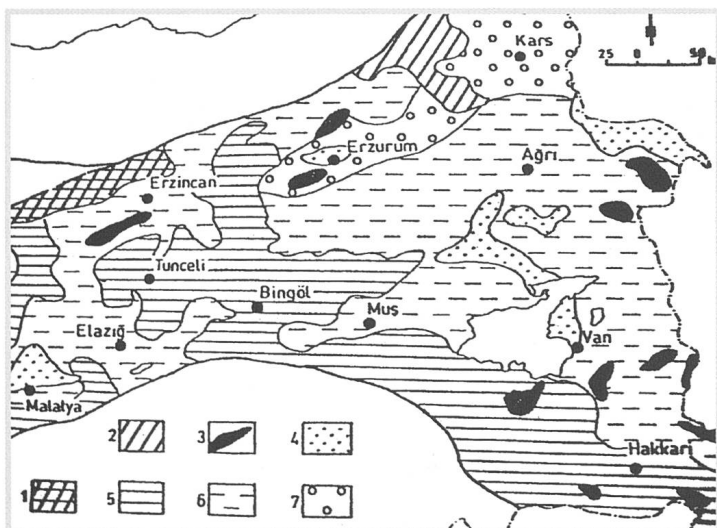 Kars
25 0 50
Erzurum
Ağrı
Erzincan
Tunceli
Bingöl
Muş
Elazığ
Van
Malatya
Hakkari
2 3 4
1 5 6 7